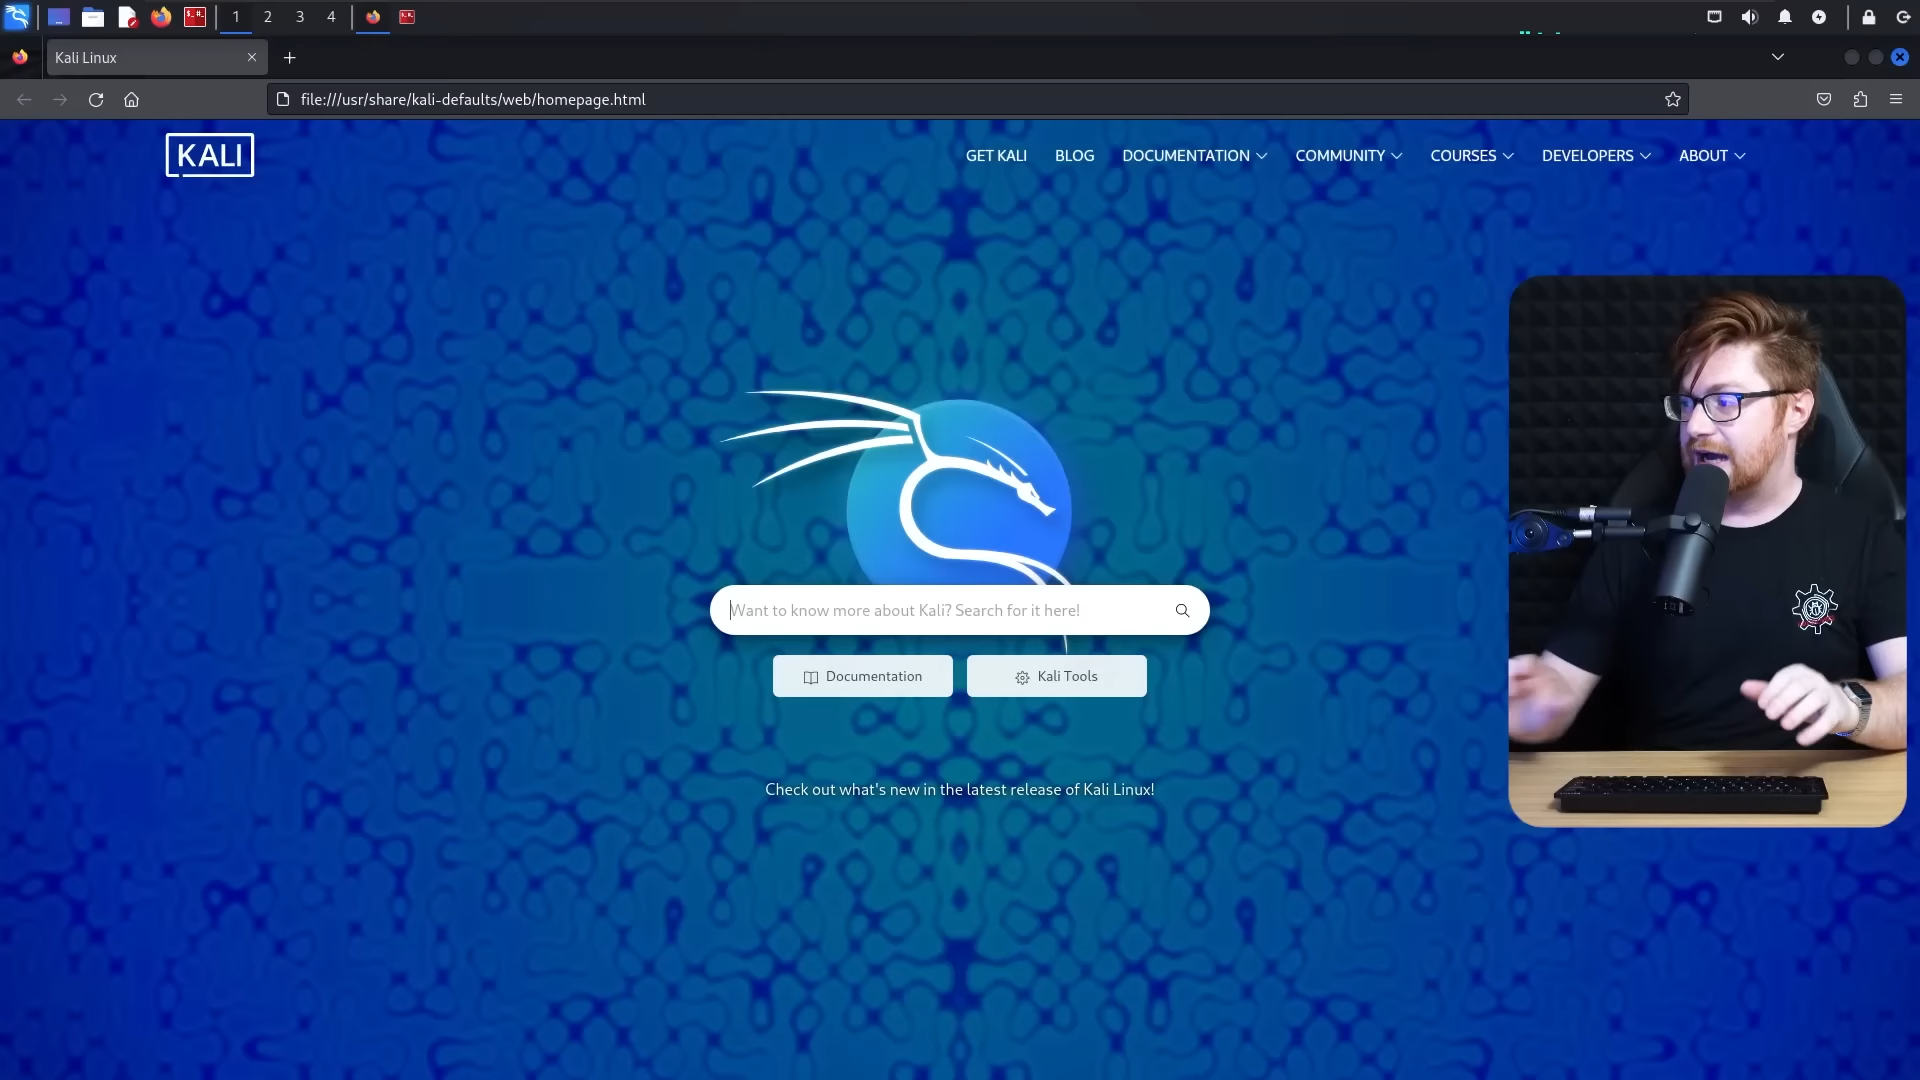 1 2 3 4
Kali Linux
file:///usr/share/kali-defaults/web/homepage.html
KALI
GET KALI BLOG DOCUMENTATION COMMUNITY COURSES DEVELOPERS ABOUT
Want to know more about Kali? Search for it here!
Documentation Kali Tools
Check out what's new in the latest release of Kali Linux!